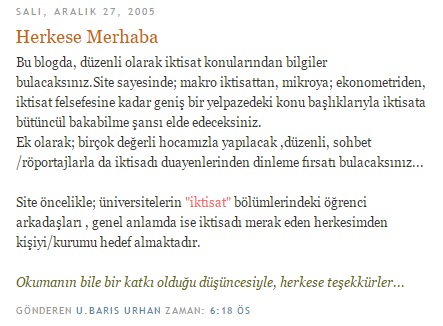 SALI, ARALIK 27, 2005
Herkese Merhaba
Bu blogda, düzenli olarak iktisat konularından bilgiler
bulacaksınız.Site sayesinde; makro iktisattan, mikroya; ekonometriden,
iktisat felsefesine kadar geniş bir yelpazedeki konu başlıklarıyla iktisata
bütüncül bakabilme şansı elde edeceksiniz.
Ek olarak; birçok değerli hocamızla yapılacak ,düzenli, sohbet
/röportajlarla da iktisadı duayenlerinden dinleme fırsatı bulacaksınız...
Site öncelikle; üniversitelerin "iktisat" bölümlerindeki öğrenci
arkadaşları , genel anlamda ise iktisadı merak eden herkesimden
kişiyi/kurumu hedef almaktadır.
Okumanın bile bir katkı olduğu düşüncesiyle, herkese teşekkürler...
GÖNDEREN U.BARIS URHAN ZAMAN: 6:18 ÖS